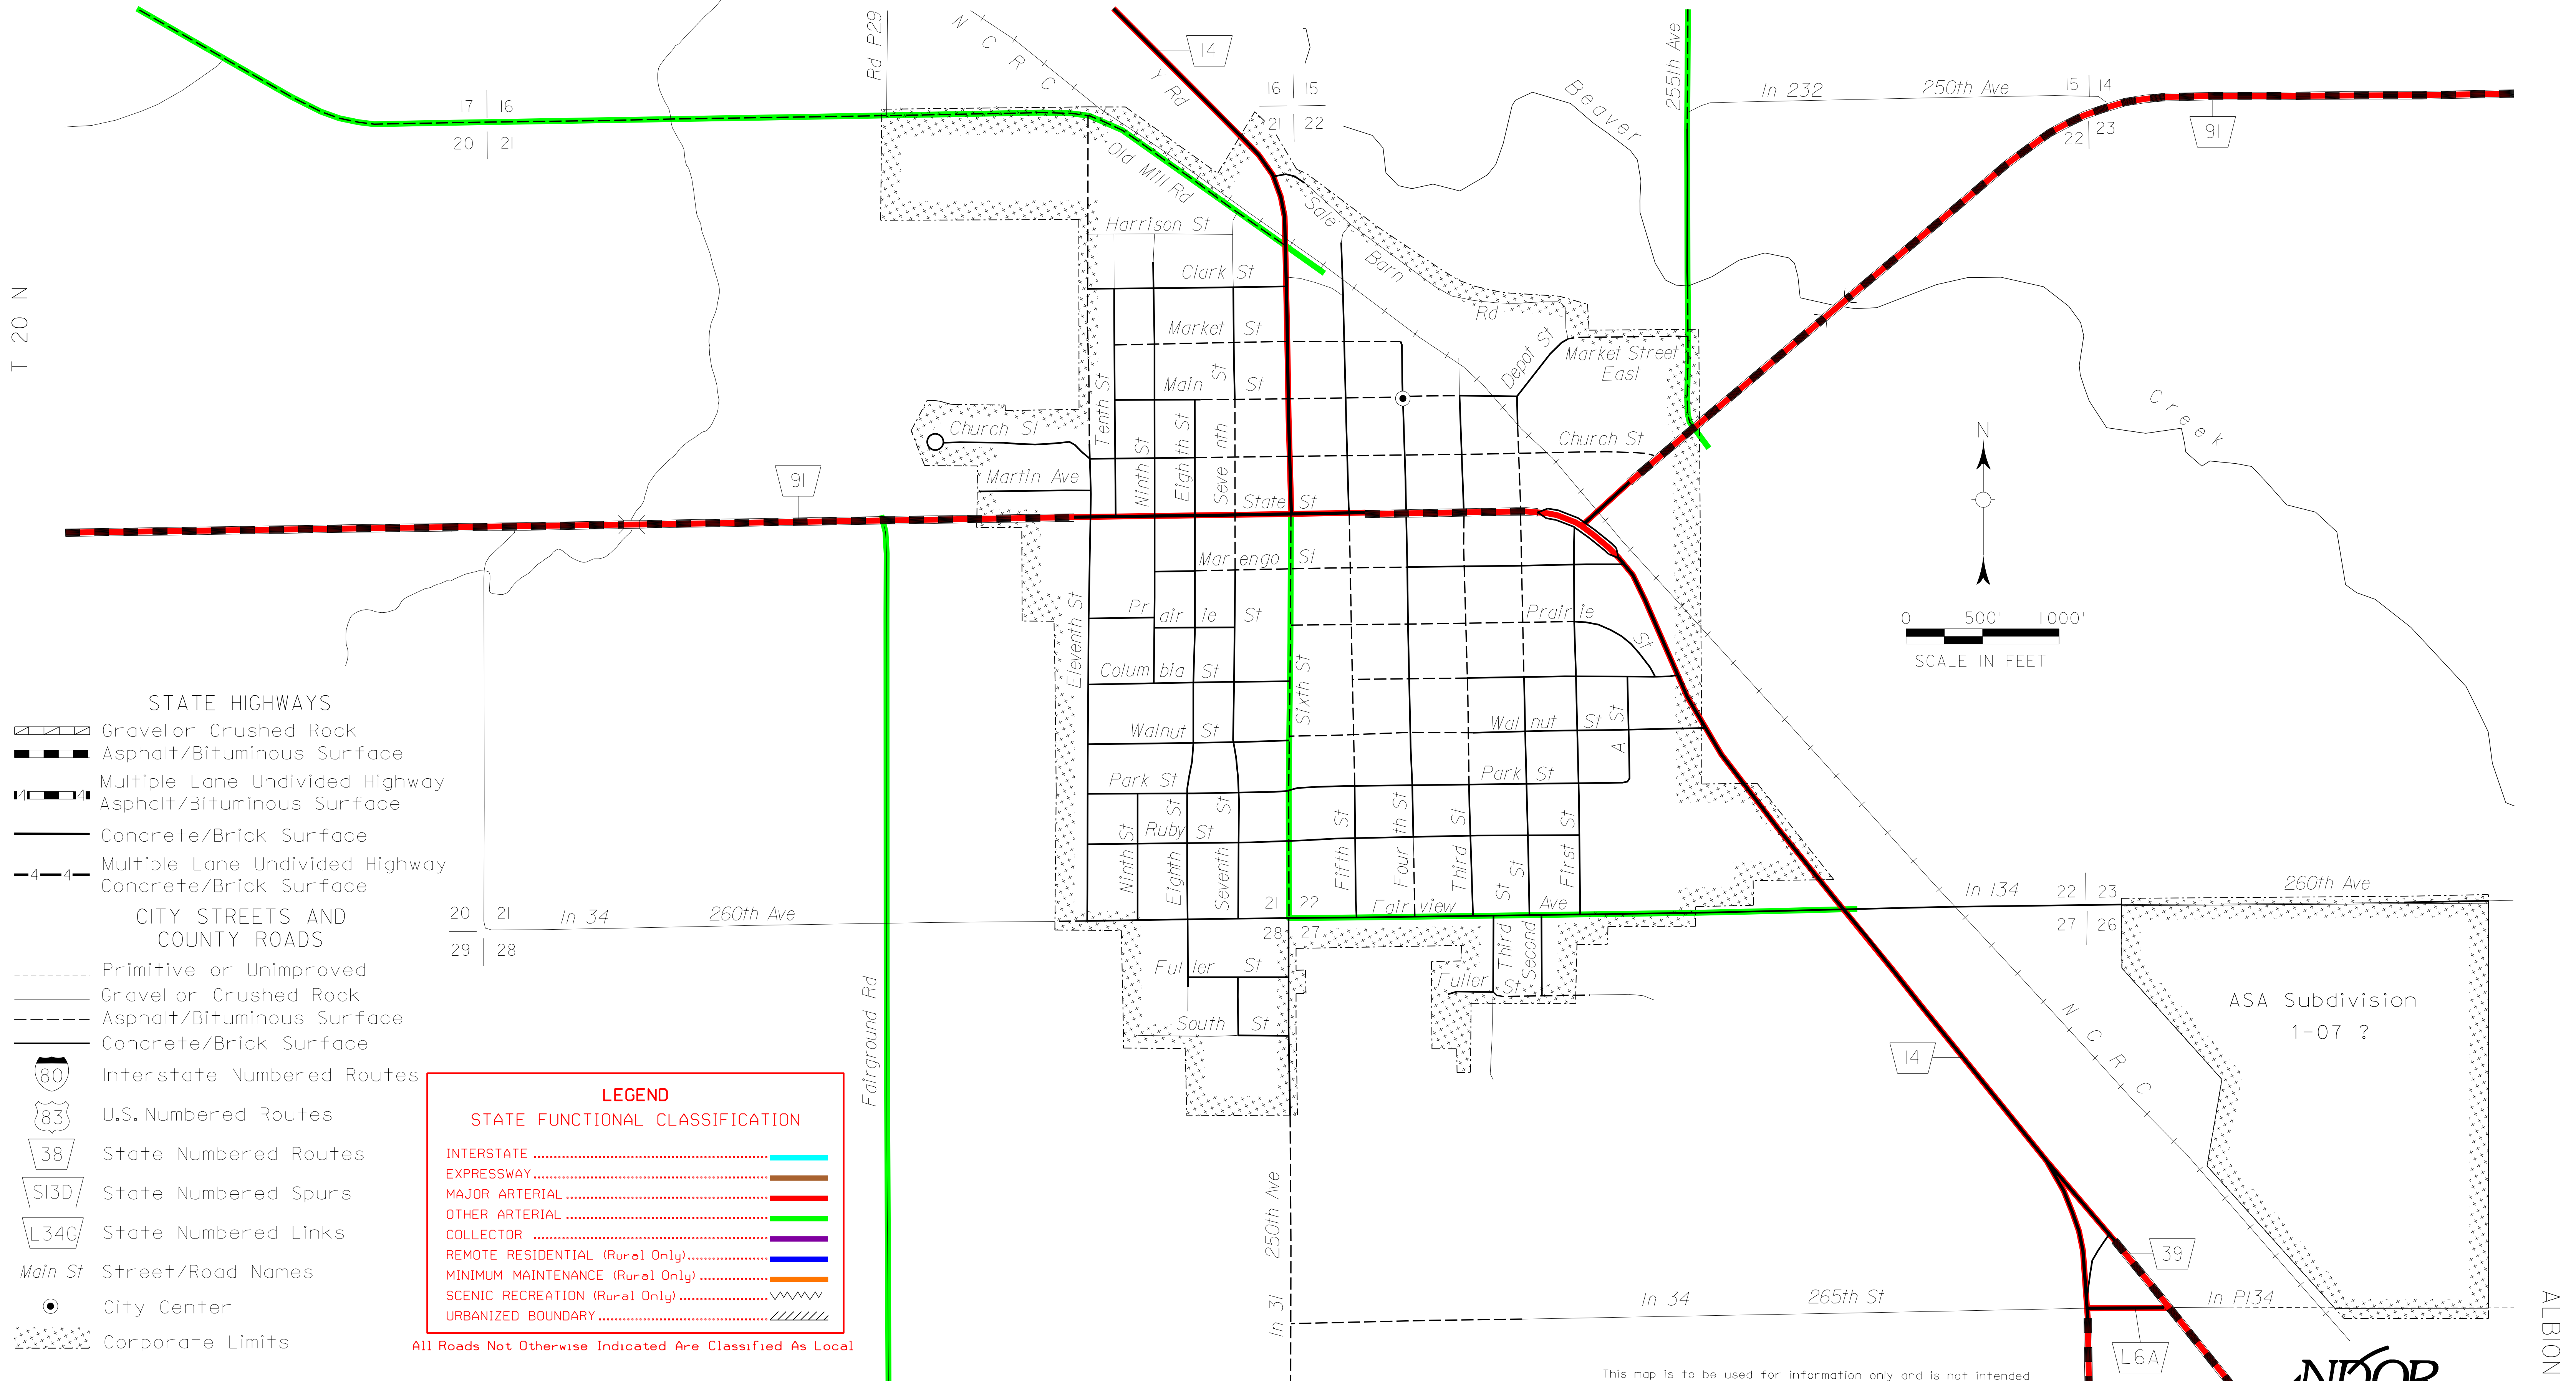 Rd P29
N C R C
14
Y Rd
16 15
21 22
Beaver
255th Ave
In 232
250th Ave
15 14
22 23
91
17 16
20 21
Old Mill Rd
Harrison St
Sale Barn Rd
Clark St
T 20 N
Market St
Depot St
Market Street
East
Main St
Tenth St
Church St
Ninth St
Eighth St
Seventh St
Church St
Creek
N
91
Martin Ave
State St
Marengo St
Eleventh St
Prairie St
Prairie St
0 500' 1000'
SCALE IN FEET
Columbia St
Sixth St
Walnut St
Walnut St
A St
Park St
Park St
Ninth St
Ruby St
Eighth St
Seventh St
Fifth St
Fourth St
Third St
St
First St
20 21
29 28
In 34
260th Ave
21 22
28 27
Fairview Ave
In 134
22 23
27 26
260th Ave
Fuller St
Fuller St
Third St
Second
South St
Fairground Rd
ASA Subdivision
1-07 ?
14
N C R C
250th Ave
In 31
In 34
265th St
39
In P134
L6A
ALBION
STATE HIGHWAYS
Gravel or Crushed Rock
Asphalt/Bituminous Surface
Multiple Lane Undivided Highway
Asphalt/Bituminous Surface
4 4
Concrete/Brick Surface
Multiple Lane Undivided Highway
4 4
Concrete/Brick Surface
CITY STREETS AND
COUNTY ROADS
Primitive or Unimproved
Gravel or Crushed Rock
Asphalt/Bituminous Surface
Concrete/Brick Surface
80 Interstate Numbered Routes
83 U.S. Numbered Routes
38 State Numbered Routes
S13D State Numbered Spurs
L34G State Numbered Links
Main St Street/Road Names
City Center
Corporate Limits
LEGEND
STATE FUNCTIONAL CLASSIFICATION
INTERSTATE
EXPRESSWAY
MAJOR ARTERIAL
OTHER ARTERIAL
COLLECTOR
REMOTE RESIDENTIAL (Rural Only)
MINIMUM MAINTENANCE (Rural Only)
SCENIC RECREATION (Rural Only)
URBANIZED BOUNDARY
All Roads Not Otherwise Indicated Are Classified As Local
This map is to be used for information only and is not intended
NDOR